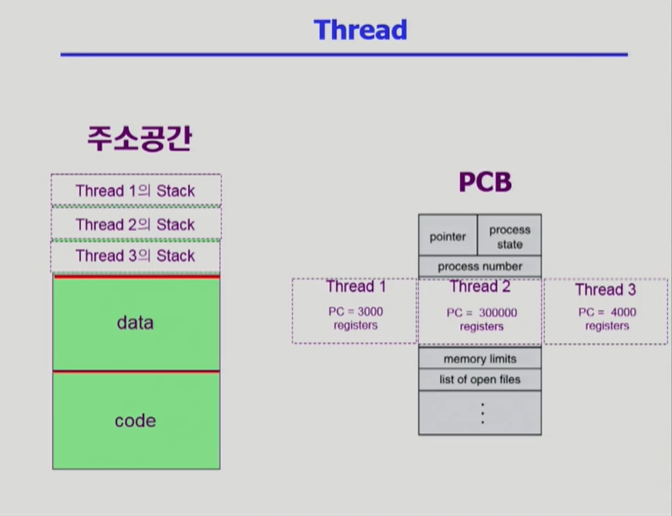 Thread
주소공간
Thread 1의 Stack
Thread 2의 Stack
Thread 3의 Stack
data
code
PCB
pointer
process
state
process number
Thread 1
PC = 3000
registers
Thread 2
PC = 300000
registers
Thread 3
PC = 4000
registers
memory limits
list of open files